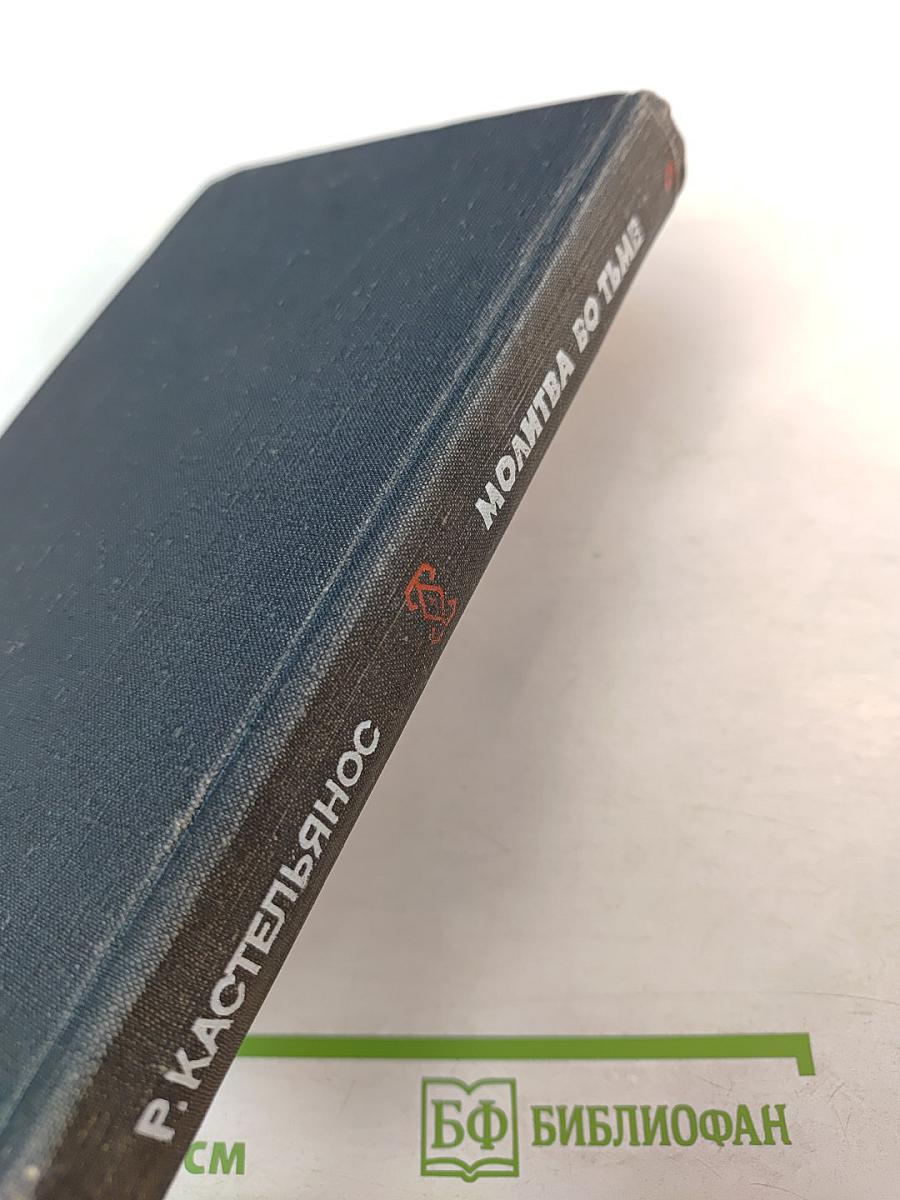 Р. КАСТЕЛЬЯНОС
МОЛИТВА ВО ТЬМЕ
СМ
БФ БИБЛИОФАН